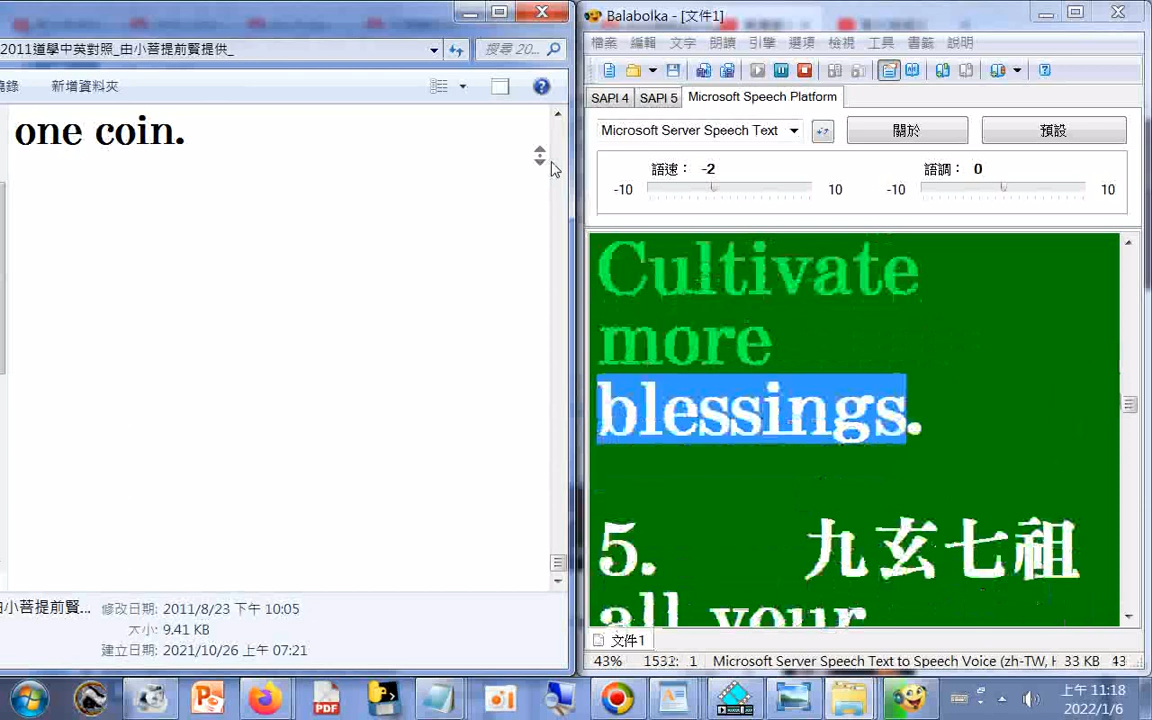 2011道學中英對照_由小菩提前賢提供_
搜尋 20...
新增資料夾
one coin.
修改日期: 2011/8/23 下午 10:05
大小: 9.41 KB
建立日期: 2021/10/26 上午 07:21
Balabolka - [文件1]
檔案 編輯 文字 朗讀 引擎 選項 檢視 工具 書籤 說明
SAPI 4 SAPI 5 Microsoft Speech Platform
Microsoft Server Speech Text 關於 預設
語速： -2 語調： 0
-10 10 -10 10
Cultivate
more
blessings.
5. 九玄七祖
all your
文件1
43% 1532: 1 Microsoft Server Speech Text to Speech Voice (zh-TW, H 33 KB 43
PDF
上午 11:18
2022/1/6